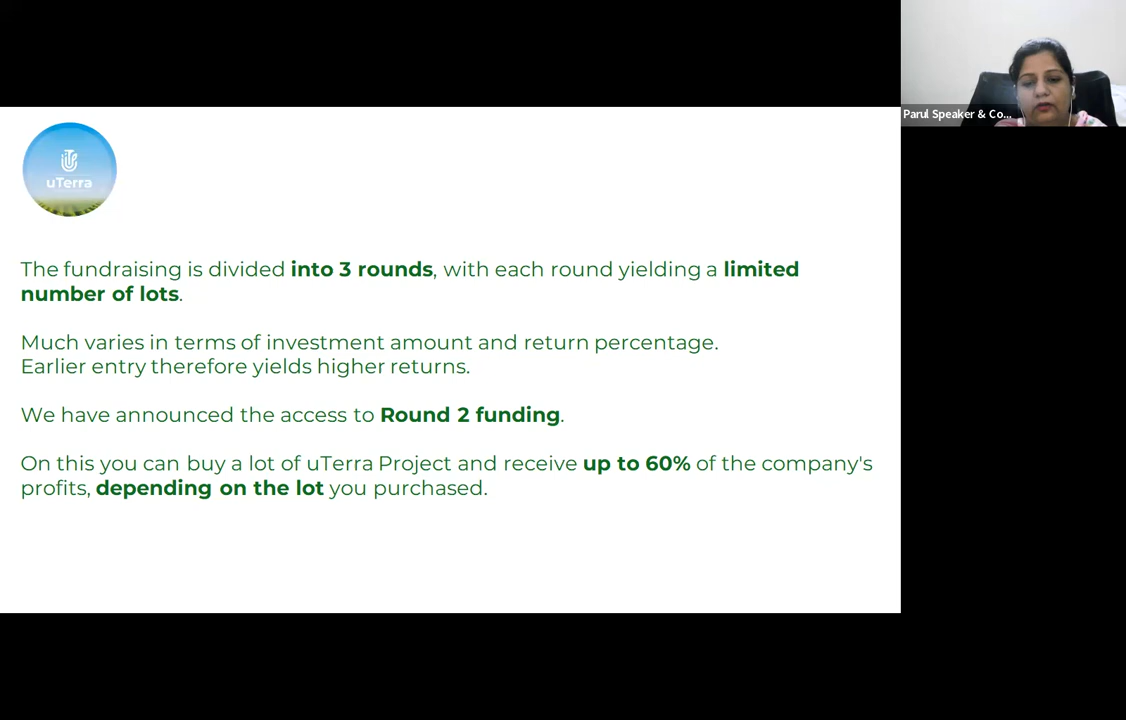 Parul Speaker & Co...
uTerra
The fundraising is divided into 3 rounds, with each round yielding a limited
number of lots.
Much varies in terms of investment amount and return percentage.
Earlier entry therefore yields higher returns.
We have announced the access to Round 2 funding.
On this you can buy a lot of uTerra Project and receive up to 60% of the company's
profits, depending on the lot you purchased.